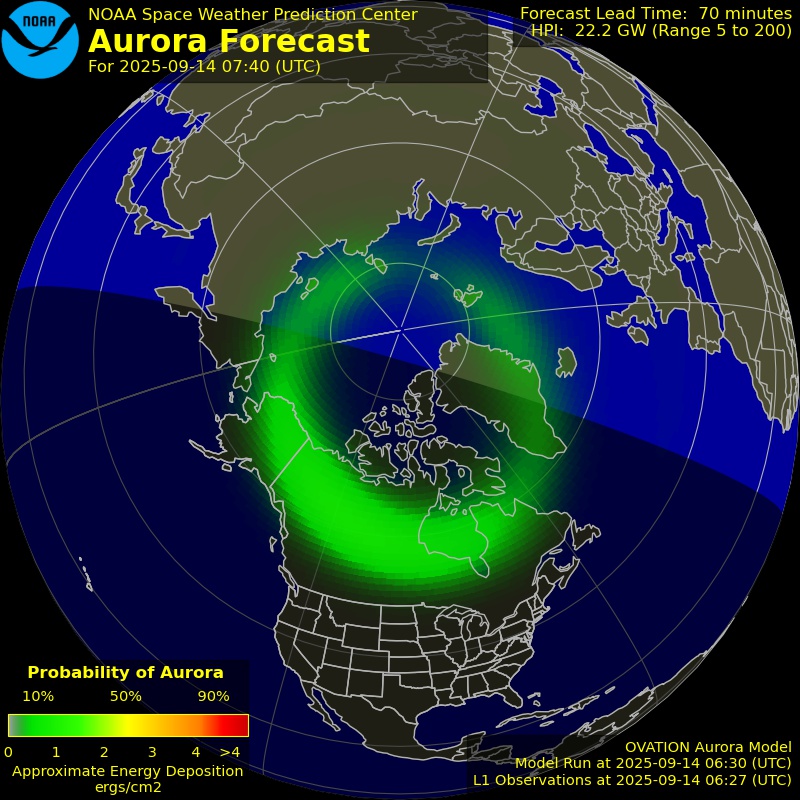 NOAA
NOAA Space Weather Prediction Center
Aurora Forecast
For 2025-09-14 07:40 (UTC)
Forecast Lead Time: 70 minutes
HPI: 22.2 GW (Range 5 to 200)
Probability of Aurora
10% 50% 90%
0 1 2 3 4 >4
Approximate Energy Deposition
ergs/cm2
OVATION Aurora Model
Model Run at 2025-09-14 06:30 (UTC)
L1 Observations at 2025-09-14 06:27 (UTC)